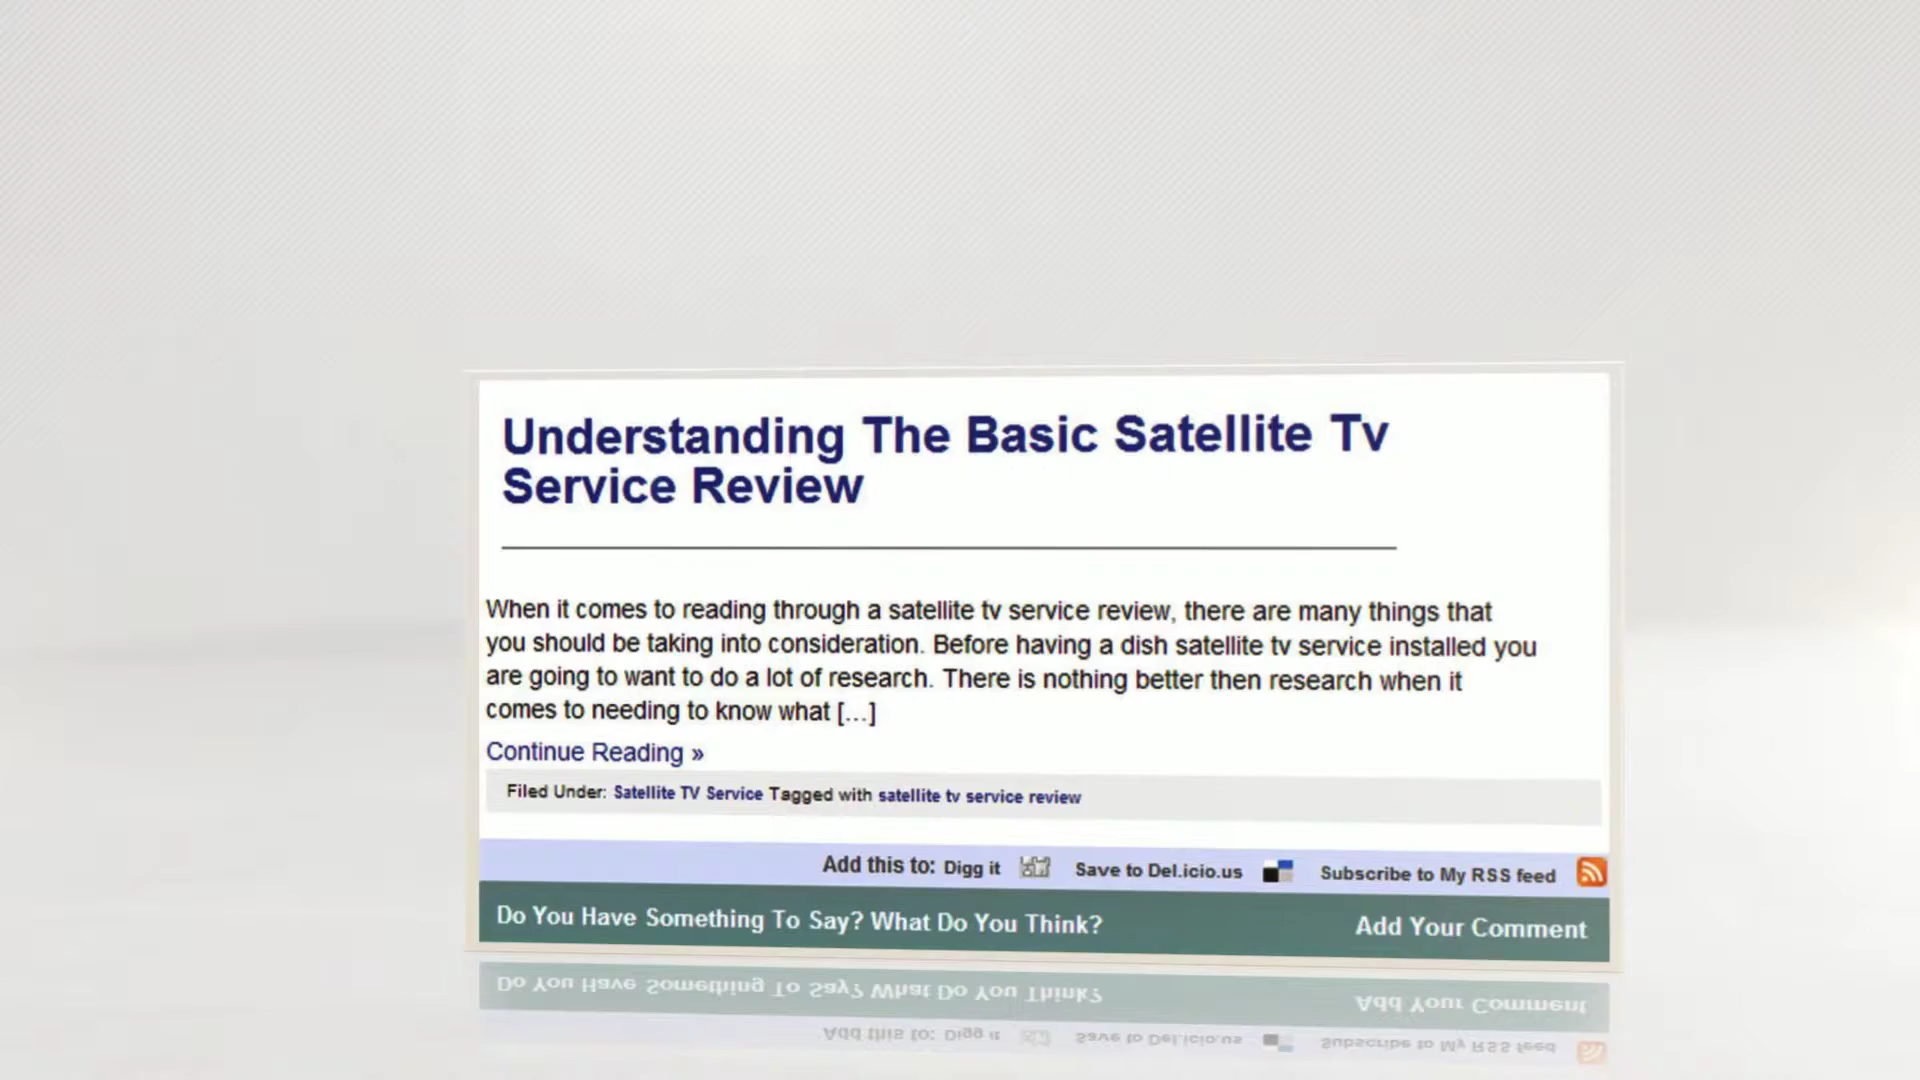 Understanding The Basic Satellite Tv
Service Review
When it comes to reading through a satellite tv service review, there are many things that
you should be taking into consideration. Before having a dish satellite tv service installed you
are going to want to do a lot of research. There is nothing better then research when it
comes to needing to know what [...]
Continue Reading »
Filed Under: Satellite TV Service Tagged with satellite tv service review
Add this to: Digg it Save to Del.icio.us Subscribe to My RSS feed
Do You Have Something To Say? What Do You Think? Add Your Comment